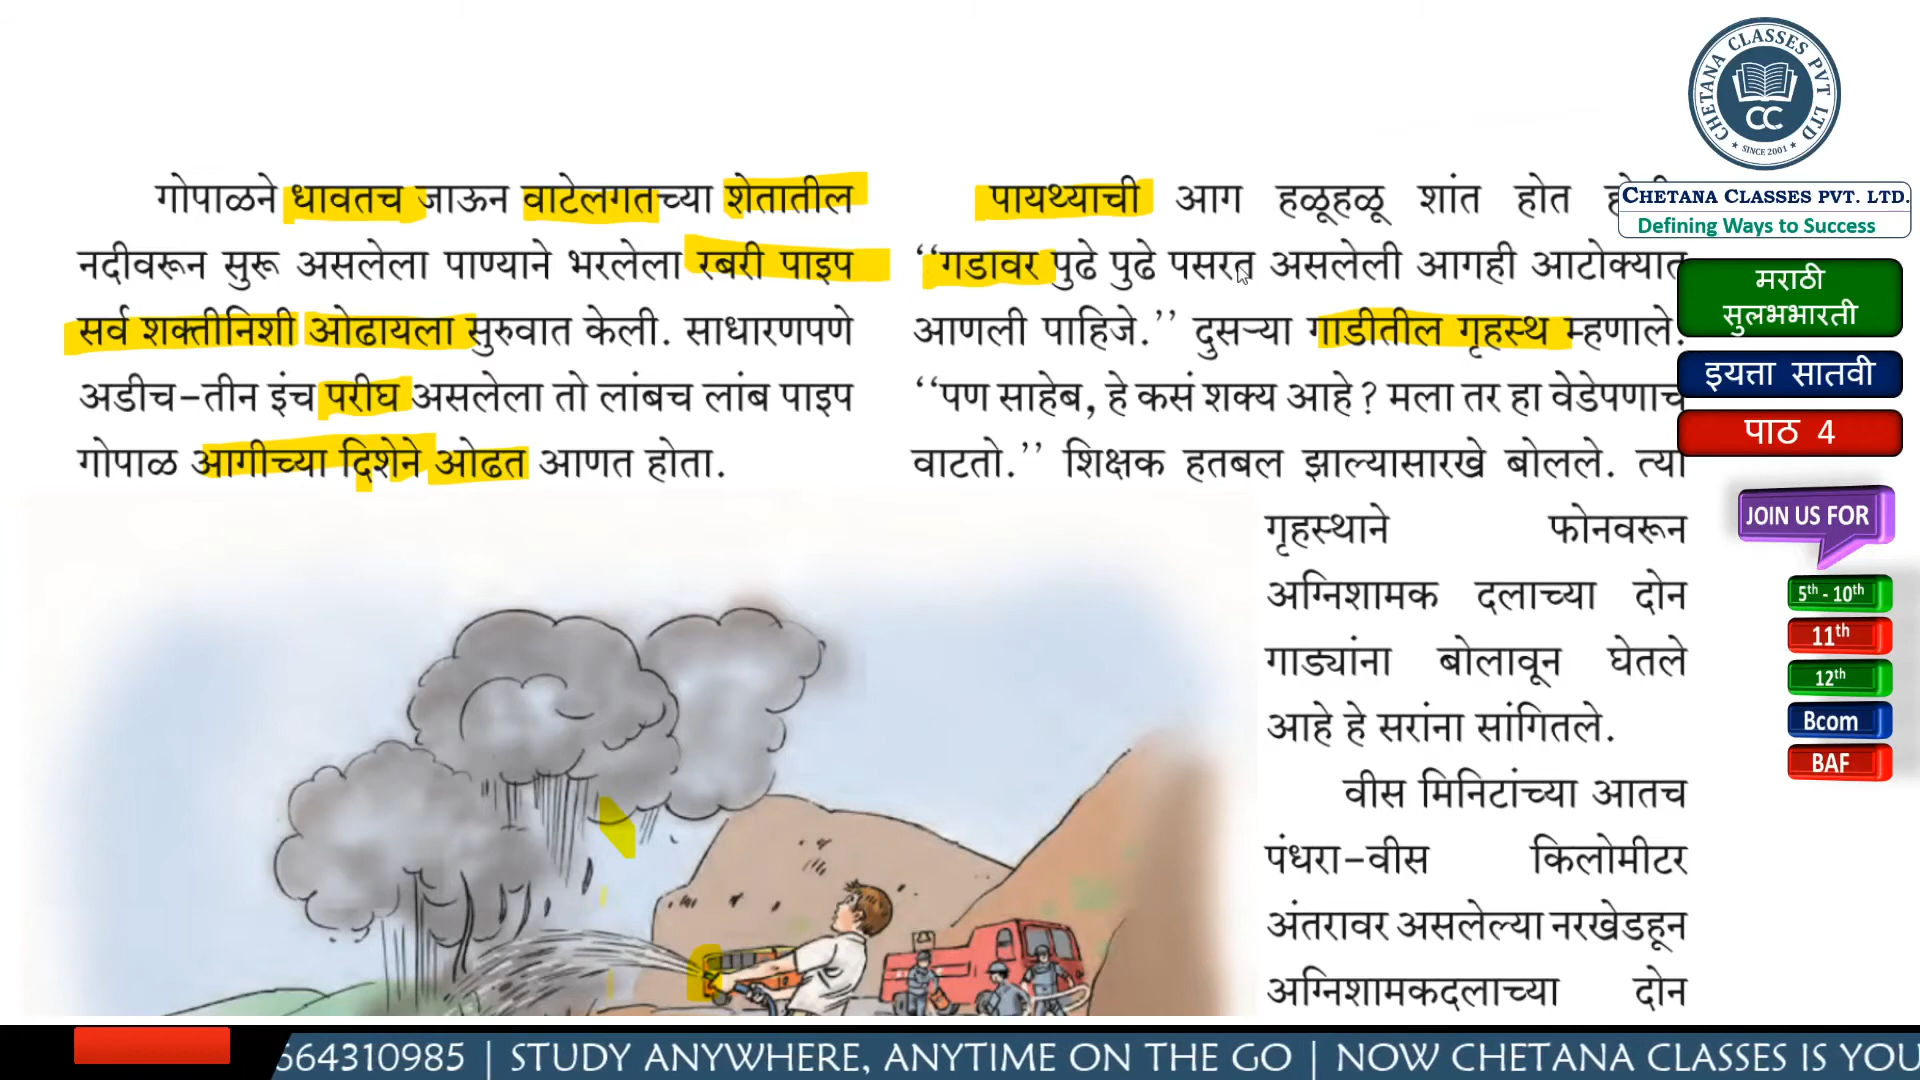 गोपाळने धावतच जाऊन वाटेलगतच्या शेतातील
नदीवरून सुरू असलेला पाण्याने भरलेला रबरी पाइप
सर्व शक्तीनिशी ओढायला सुरुवात केली. साधारणपणे
अडीच–तीन इंच परीघ असलेला तो लांबच लांब पाइप
गोपाळ आगीच्या दिशेने ओढत आणत होता.
पायथ्याची आग हळूहळू शांत होत
‘‘गडावर पुढे पुढे पसरत असलेली आगही आटोक्यात
आणली पाहिजे.’’ दुसऱ्या गाडीतील गृहस्थ म्हणाले.
‘‘पण साहेब, हे कसं शक्य आहे? मला तर हा वेडेपणाच
वाटतो.’’ शिक्षक हतबल झाल्यासारखे बोलले. त्या
गृहस्थाने फोनवरून
अग्निशामक दलाच्या दोन
गाड्यांना बोलावून घेतले
आहे हे सरांना सांगितले.
वीस मिनिटांच्या आतच
पंधरा–वीस किलोमीटर
अंतरावर असलेल्या नरखेडहून
अग्निशामकदलाच्या दोन
CHETANA CLASSES PVT LTD
CC
SINCE 2001
CHETANA CLASSES PVT. LTD.
Defining Ways to Success
मराठी
सुलभभारती
इयत्ता सातवी
पाठ 4
JOIN US FOR
5th - 10th
11th
12th
Bcom
BAF
664310985 | STUDY ANYWHERE, ANYTIME ON THE GO | NOW CHETANA CLASSES IS YOU